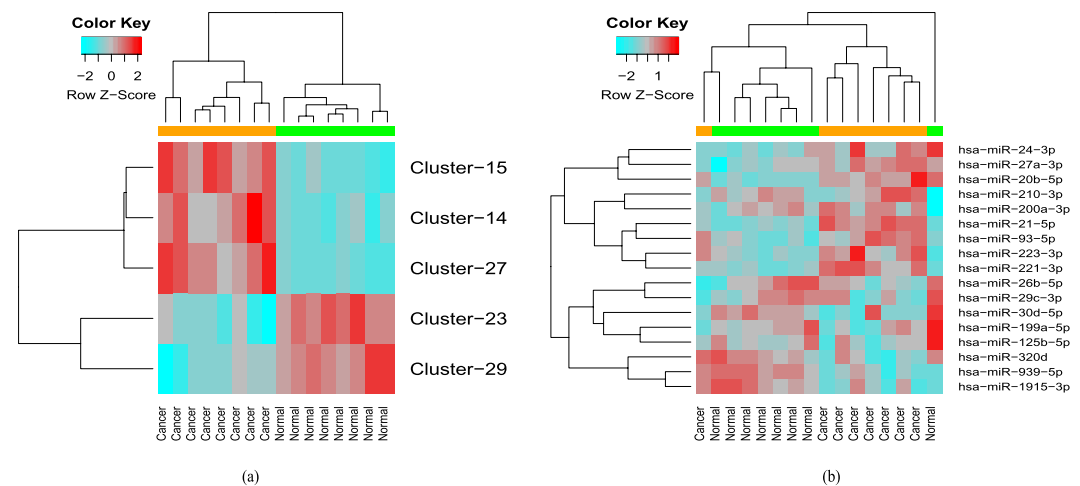 Color Key
−2 0 2
Row Z−Score
Cluster−15
Cluster−14
Cluster−27
Cluster−23
Cluster−29
Cancer
Cancer
Cancer
Cancer
Cancer
Cancer
Cancer
Cancer
Normal
Normal
Normal
Normal
Normal
Normal
Normal
Normal
(a)
Color Key
−2 1
Row Z−Score
hsa−miR−24−3p
hsa−miR−27a−3p
hsa−miR−20b−5p
hsa−miR−210−3p
hsa−miR−200a−3p
hsa−miR−21−5p
hsa−miR−93−5p
hsa−miR−223−3p
hsa−miR−221−3p
hsa−miR−26b−5p
hsa−miR−29c−3p
hsa−miR−30d−5p
hsa−miR−199a−5p
hsa−miR−125b−5p
hsa−miR−320d
hsa−miR−939−5p
hsa−miR−1915−3p
Cancer
Normal
Normal
Normal
Normal
Normal
Normal
Normal
Cancer
Cancer
Cancer
Cancer
Cancer
Cancer
Cancer
Normal
(b)